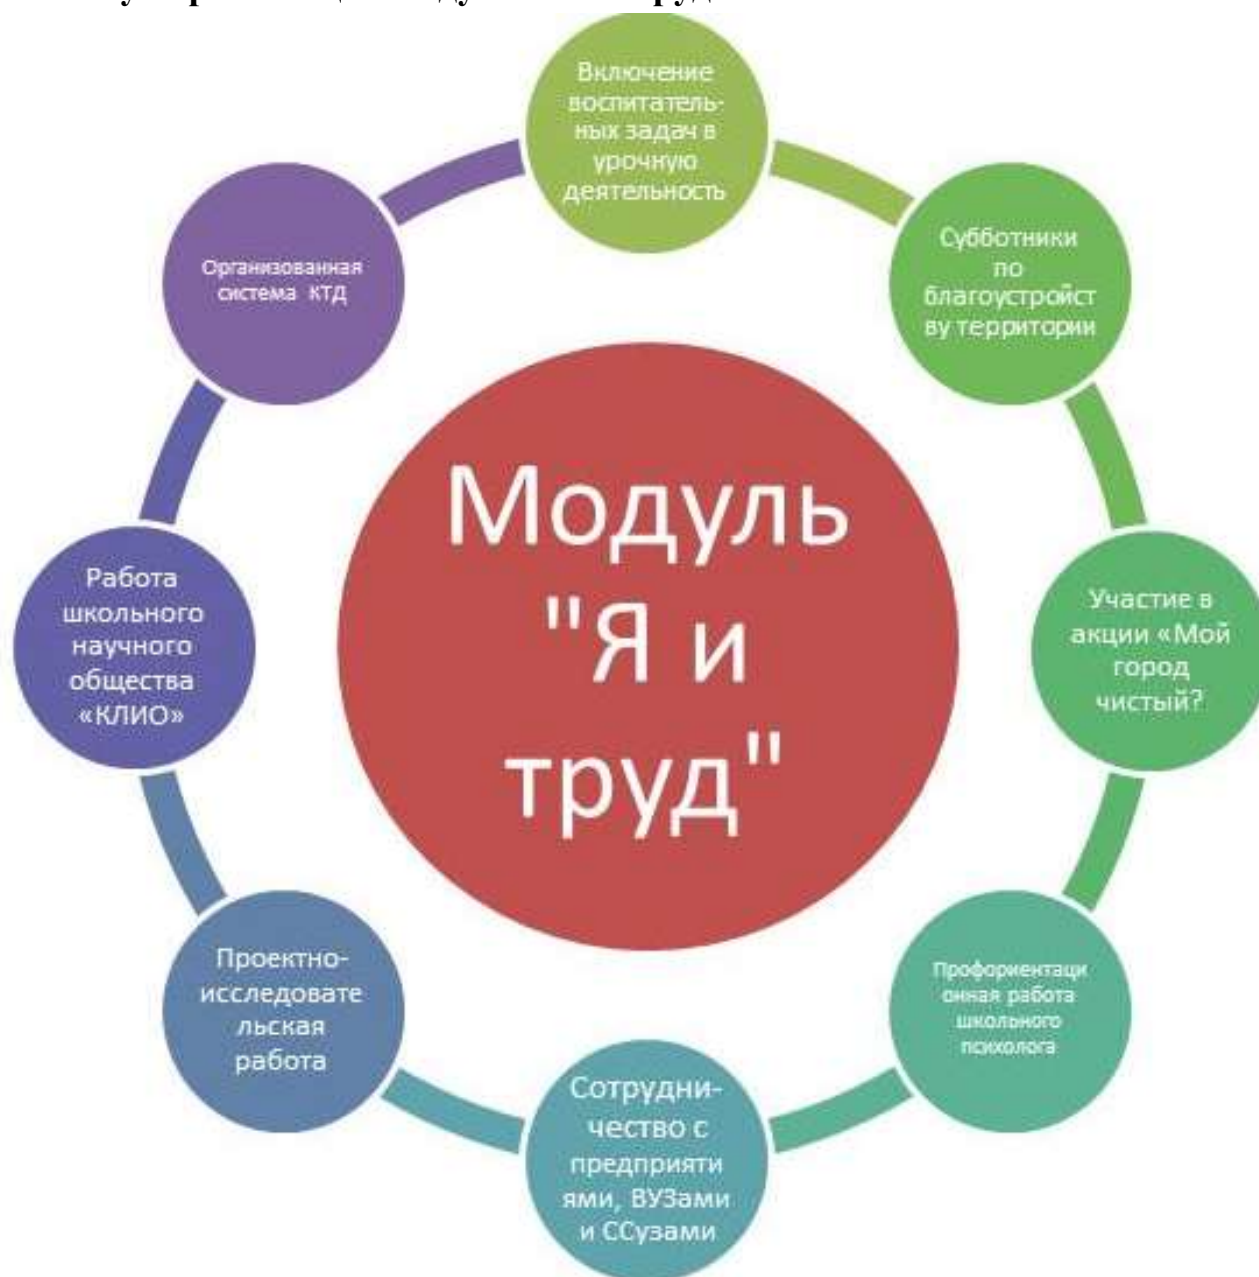 Модуль
"Я и
труд"
Включение
воспитатель-
ных задач в
урочную
деятельность
Субботники
по
благоустройст
ву территории
Участие в
акции «Мой
город
чистый?
Профориентаци
онная работа
школьного
психолога
Сотрудни-
чество с
предприяти
ями, ВУЗами
и ССузами
Проектно-
исследовате
льская
работа
Работа
школьного
научного
общества
«КЛИО»
Организованная
система КТД